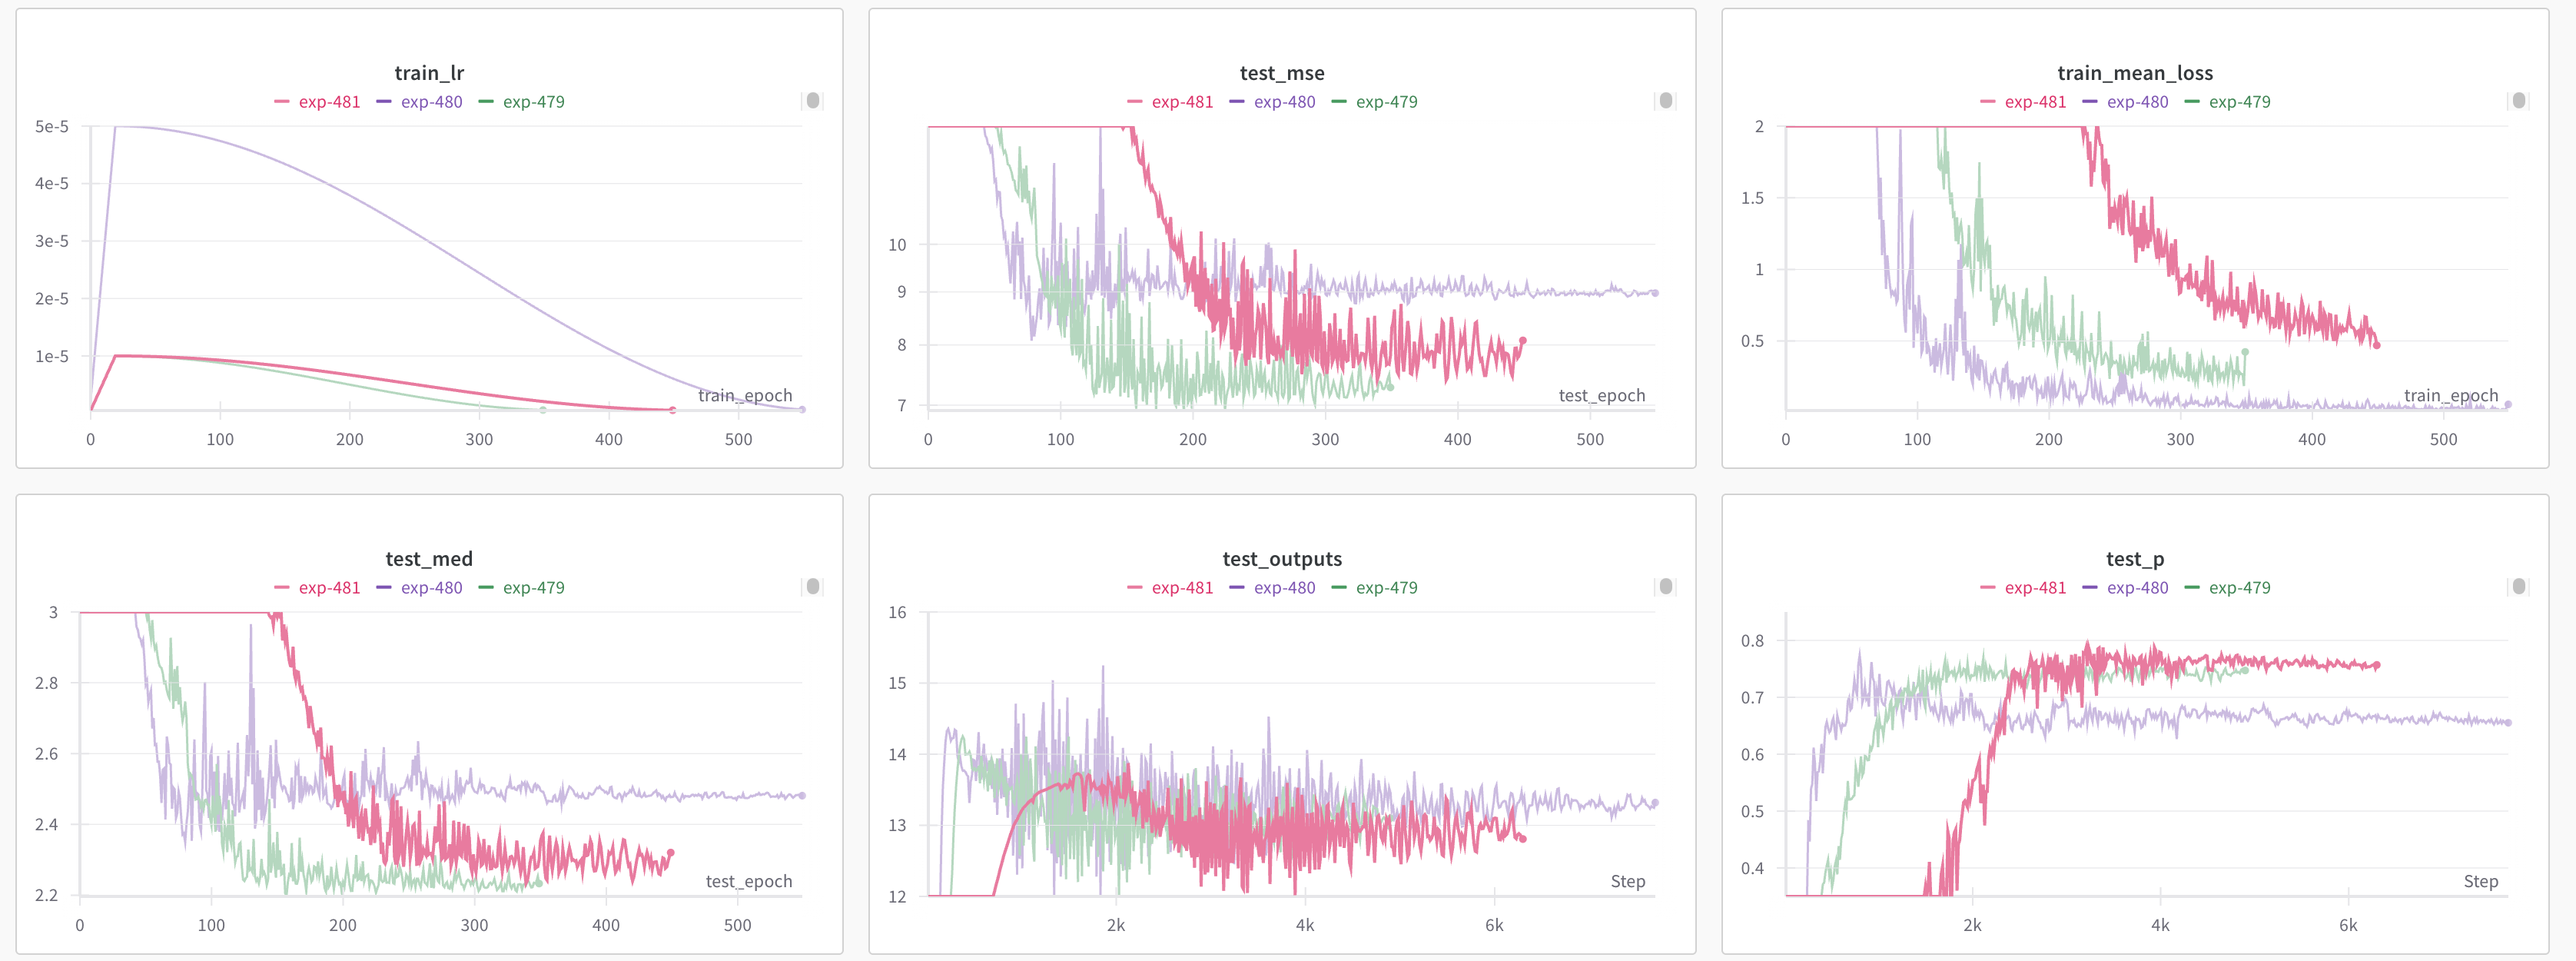 train_lr
exp-481 exp-480 exp-479
5e-5
4e-5
3e-5
2e-5
1e-5
train_epoch
0 100 200 300 400 500
test_mse
exp-481 exp-480 exp-479
10
9
8
7
test_epoch
0 100 200 300 400 500
train_mean_loss
exp-481 exp-480 exp-479
2
1.5
1
0.5
train_epoch
0 100 200 300 400 500
test_med
exp-481 exp-480 exp-479
3
2.8
2.6
2.4
2.2
test_epoch
0 100 200 300 400 500
test_outputs
exp-481 exp-480 exp-479
16
15
14
13
12
Step
2k 4k 6k
test_p
exp-481 exp-480 exp-479
0.8
0.7
0.6
0.5
0.4
Step
2k 4k 6k